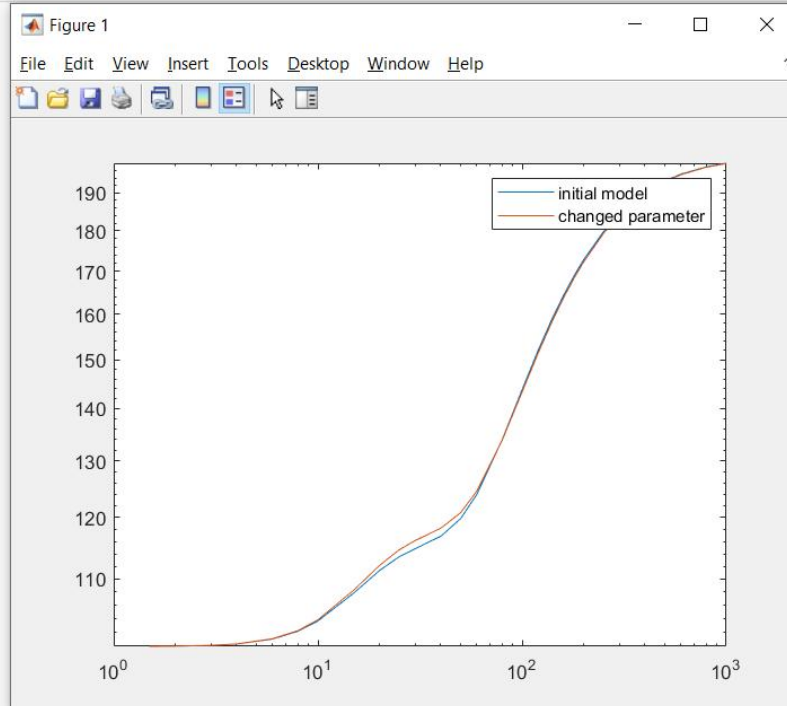 Figure 1
File Edit View Insert Tools Desktop Window Help
190
180
170
160
150
140
130
120
110
initial model
changed parameter
10^0 10^1 10^2 10^3